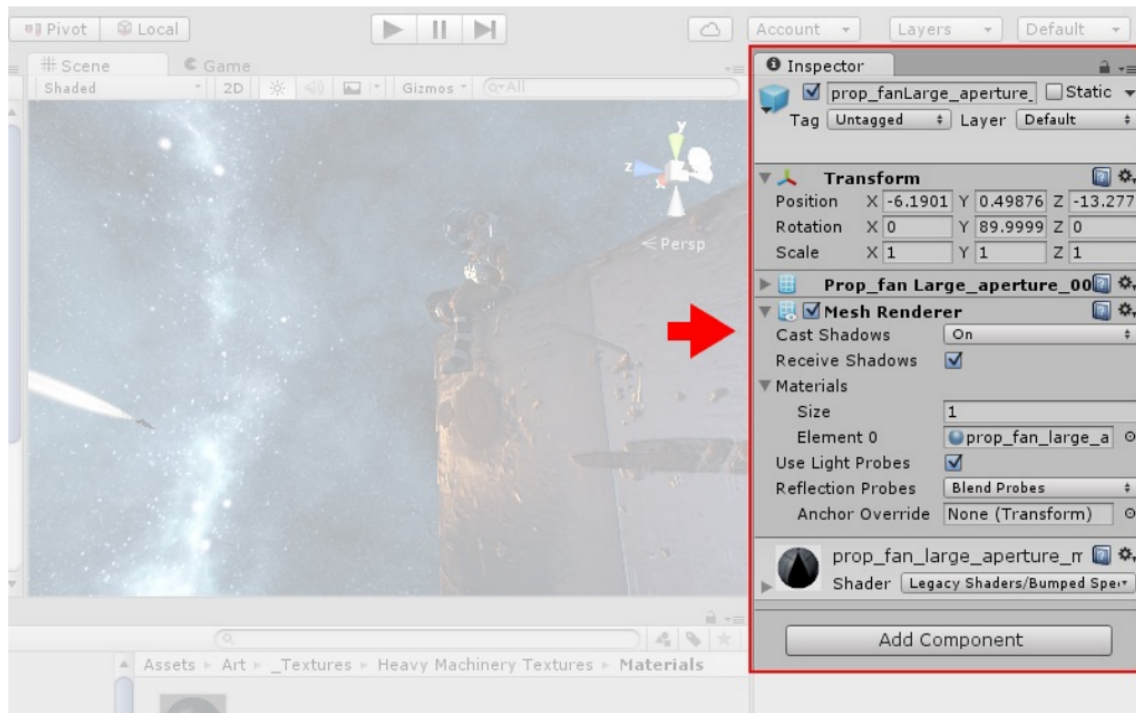 Pivot Local Account Layers Default
Scene Game
Shaded 2D Gizmos All
y
z
x
Persp
Inspector
prop_fanLarge_aperture_ Static
Tag Untagged Layer Default
Transform
Position X -6.1901 Y 0.49876 Z -13.277
Rotation X 0 Y 89.9999 Z 0
Scale X 1 Y 1 Z 1
Prop_fan Large_aperture_00
Mesh Renderer
Cast Shadows On
Receive Shadows
Materials
Size 1
Element 0 prop_fan_large_a
Use Light Probes
Reflection Probes Blend Probes
Anchor Override None (Transform)
prop_fan_large_aperture_m
Shader Legacy Shaders/Bumped Spec
Add Component
Assets Art _Textures Heavy Machinery Textures Materials